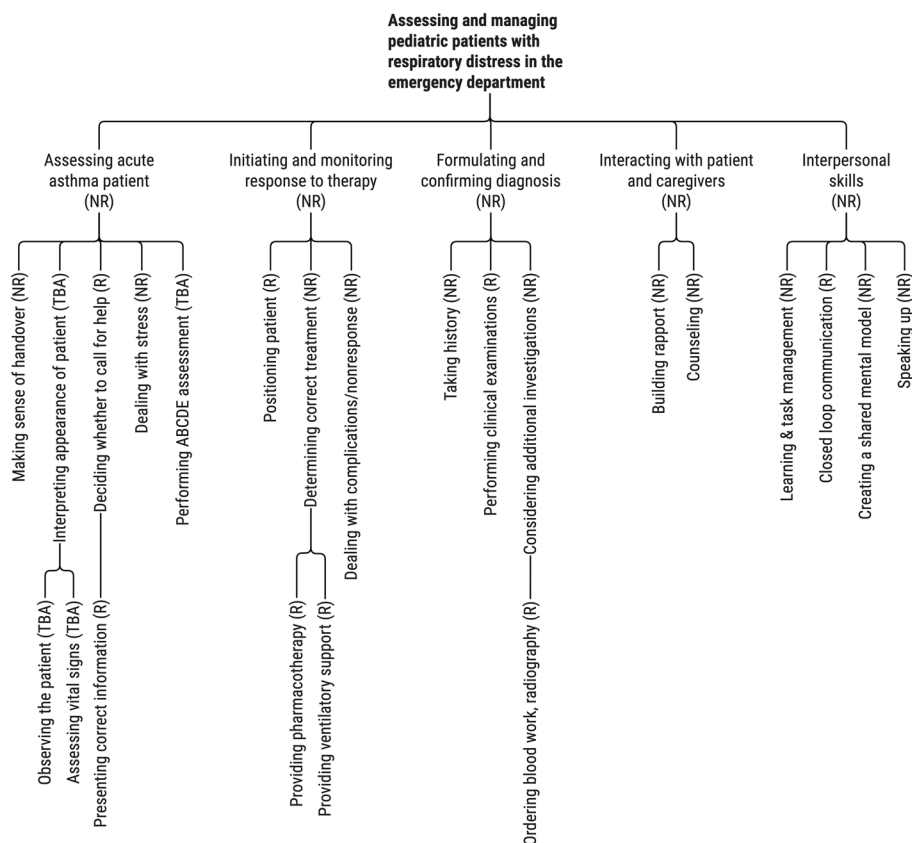 Assessing and managing
pediatric patients with
respiratory distress in the
emergency department
Assessing acute
asthma patient
(NR)
Initiating and monitoring
response to therapy
(NR)
Formulating and
confirming diagnosis
(NR)
Interacting with patient
and caregivers
(NR)
Interpersonal
skills
(NR)
Making sense of handover (NR)
Interpreting appearance of patient (TBA)
Deciding whether to call for help (R)
Dealing with stress (NR)
Performing ABCDE assessment (TBA)
Positioning patient (R)
Determining correct treatment (NR)
Dealing with complications/nonresponse (NR)
Taking history (NR)
Performing clinical examinations (R)
Considering additional investigations (NR)
Building rapport (NR)
Counseling (NR)
Learning & task management (NR)
Closed loop communication (R)
Creating a shared mental model (NR)
Speaking up (NR)
Observing the patient (TBA)
Assessing vital signs (TBA)
Presenting correct information (R)
Providing pharmacotherapy (R)
Providing ventilatory support (R)
Ordering blood work, radiography (R)